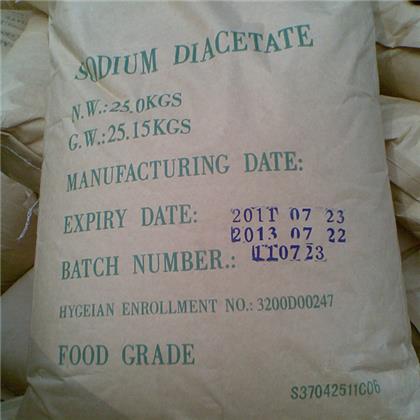 SODIUM DIACETATE
N.W.:25.0KGS
G.W.:25.15KGS
MANUFACTURING DATE:
EXPIRY DATE: 2011 07 23
2013 07 22
BATCH NUMBER.: 110723
HYGEIAN ENROLLMENT NO.: 3200D00247
FOOD GRADE
S37042511C06